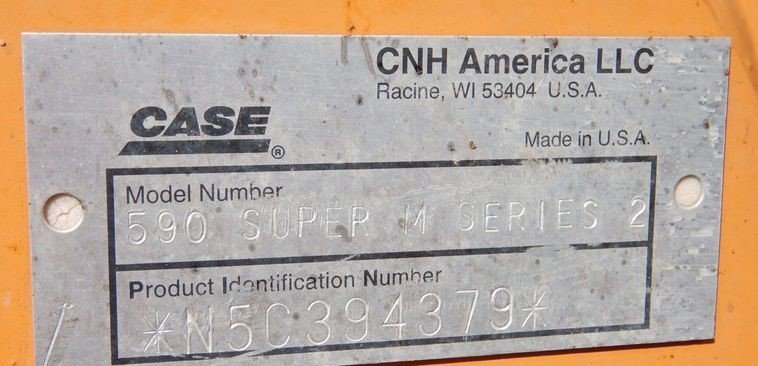 CNH America LLC
Racine, WI 53404 U.S.A.
CASE®
Made in U.S.A.
Model Number
590 SUPER M SERIES 2
Product Identification Number
*N5C394379*